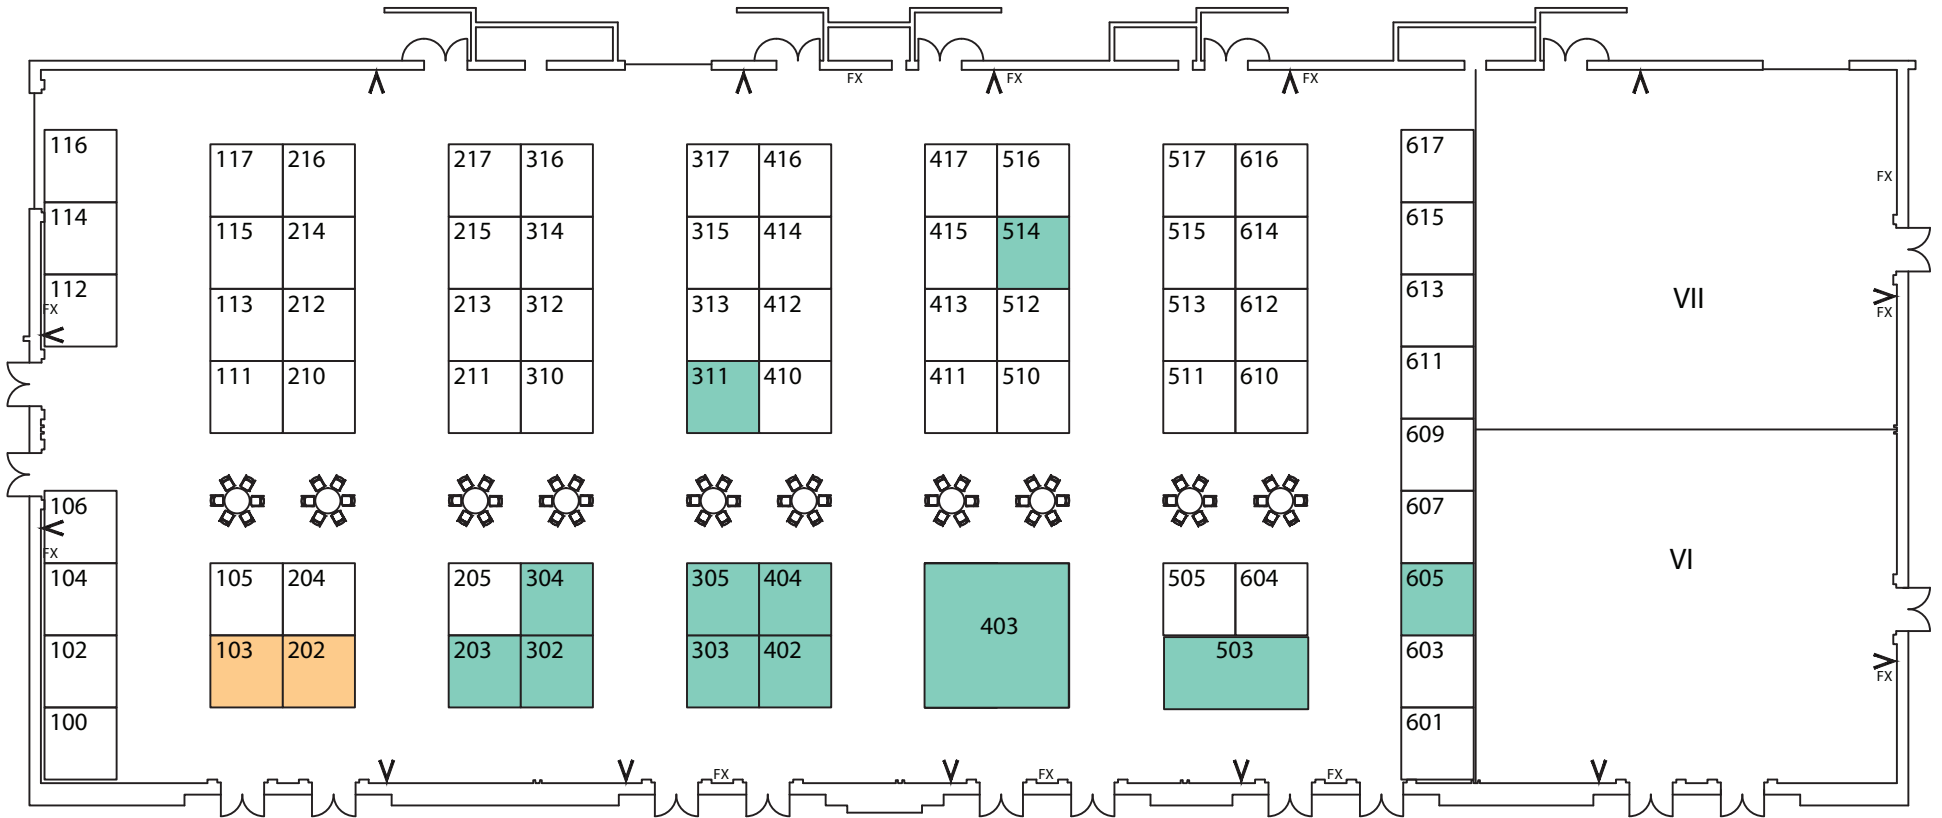 FX FX FX
116 117 216 217 316 317 416 417 516 517 616 617
FX
114 115 214 215 314 315 414 415 514 515 614 615
112 113 212 213 312 313 412 413 512 513 612 613 VII
FX FX
111 210 211 310 311 410 411 510 511 610 611
609
106 607
FX VI
104 105 204 205 304 305 404 505 604 605
403
102 103 202 203 302 303 402 503 603
FX
100 601
FX FX FX